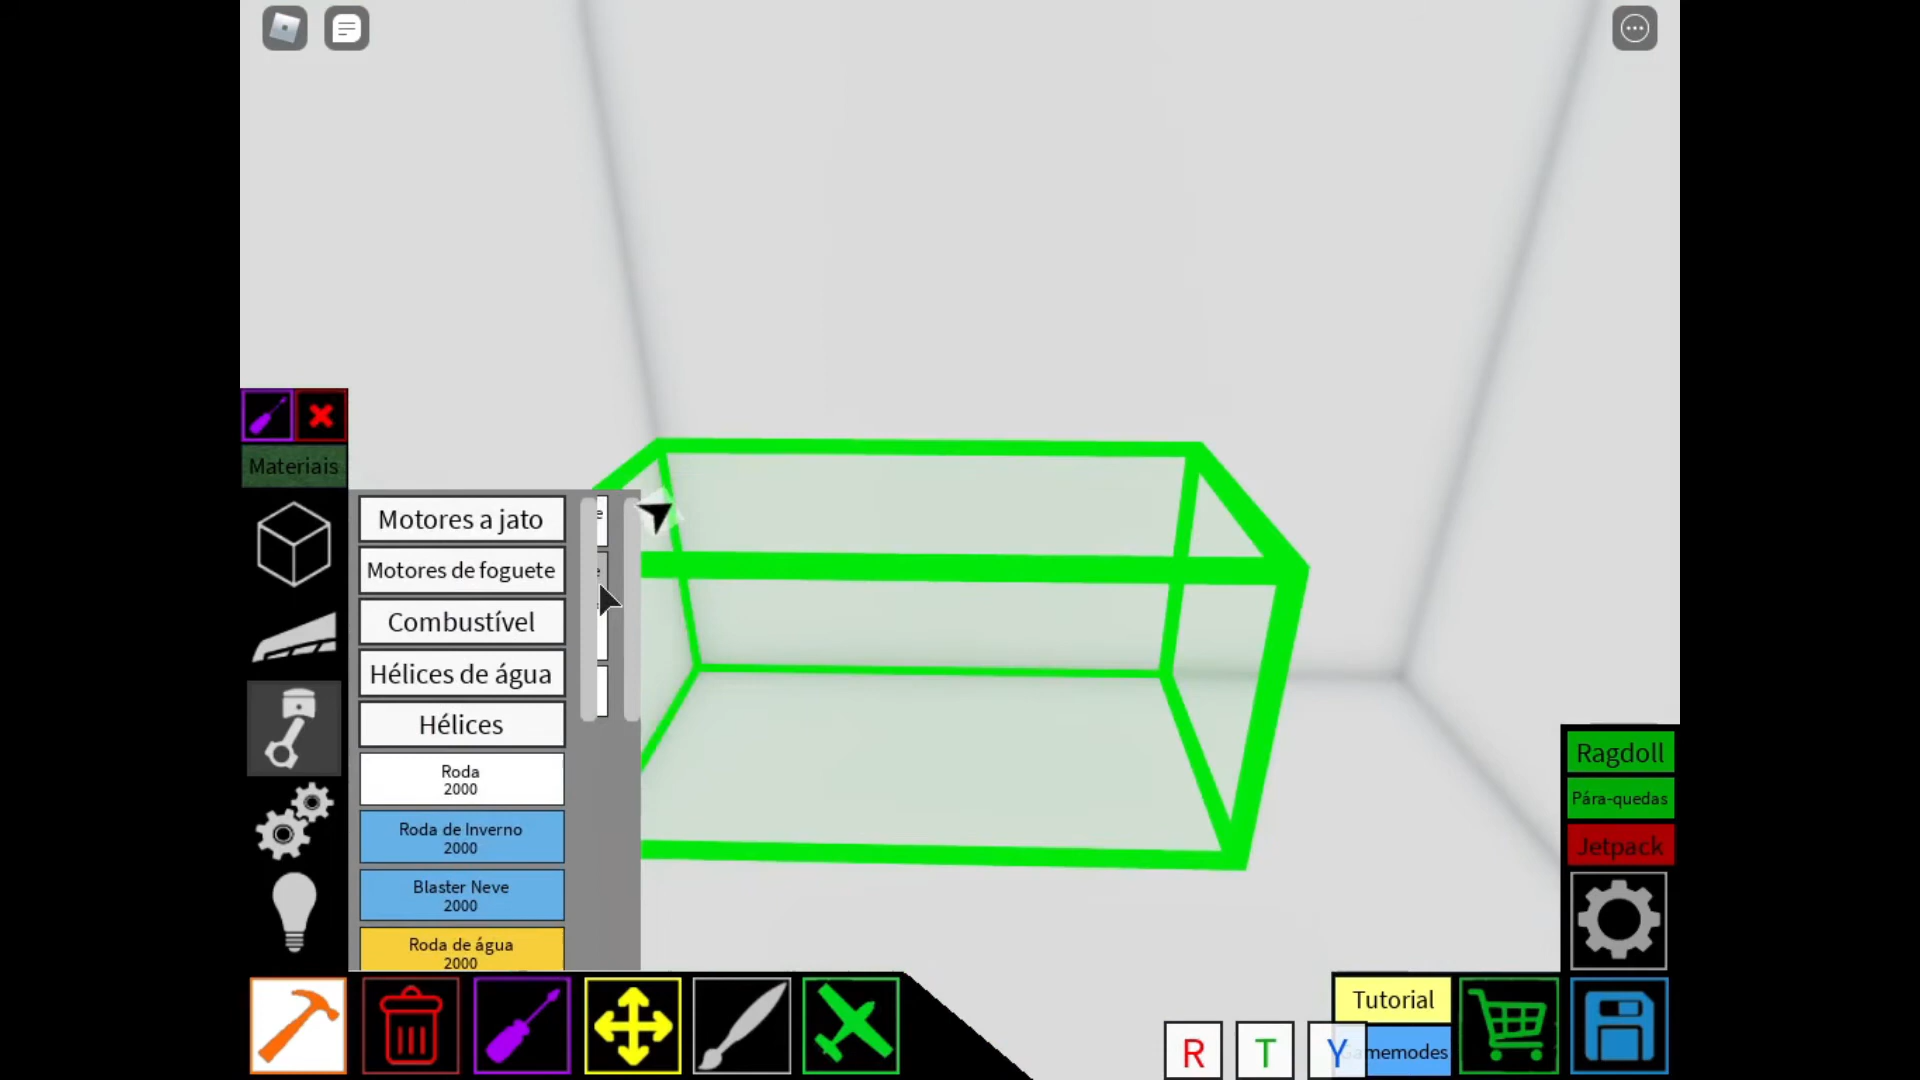 Materiais
Motores a jato
Motores de foguete
Combustível
Hélices de água
Hélices
Roda
2000
Roda de Inverno
2000
Blaster Neve
2000
Roda de água
2000
e
e
Ragdoll
Pára-quedas
Jetpack
Tutorial
R
T
Y